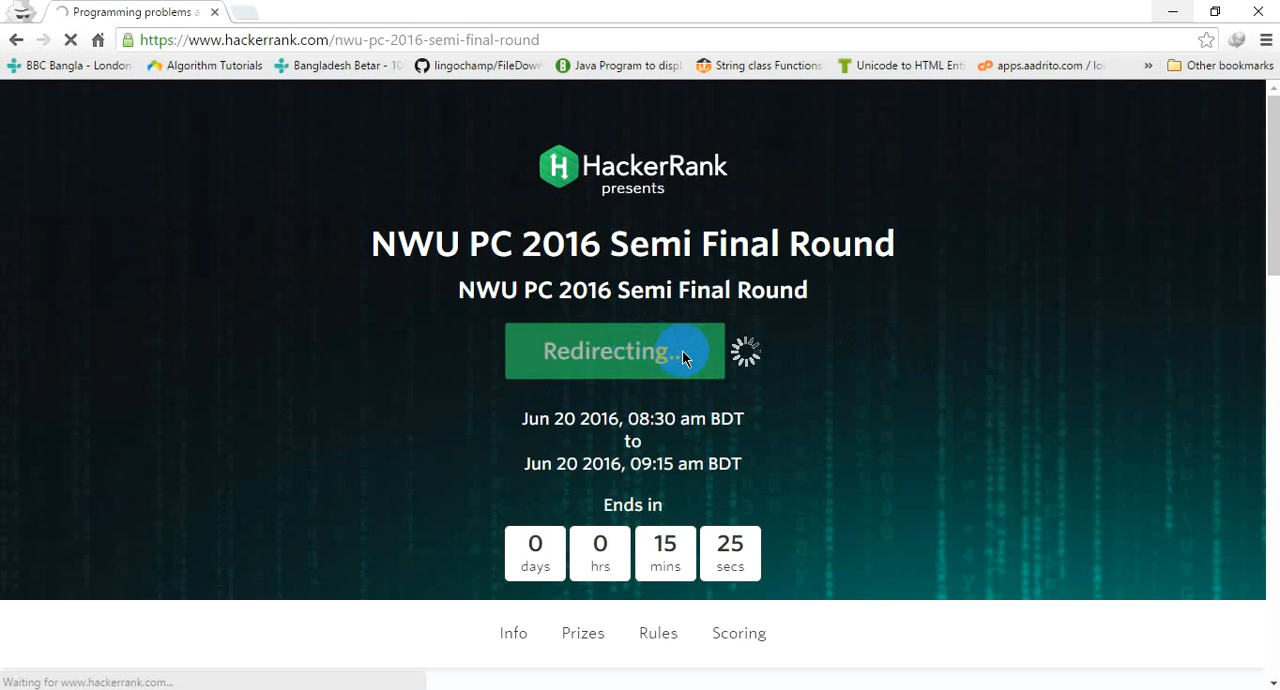 Programming problems a
https://www.hackerrank.com/nwu-pc-2016-semi-final-round
BBC Bangla - London
Algorithm Tutorials
Bangladesh Betar - 10
lingochamp/FileDow
Java Program to displ
String class Functions
Unicode to HTML Enti
apps.aadrito.com / lo
»
Other bookmarks
HackerRank
presents
NWU PC 2016 Semi Final Round
NWU PC 2016 Semi Final Round
Redirecting...
Jun 20 2016, 08:30 am BDT
to
Jun 20 2016, 09:15 am BDT
Ends in
0 0 15 25
days hrs mins secs
Info Prizes Rules Scoring
Waiting for www.hackerrank.com...